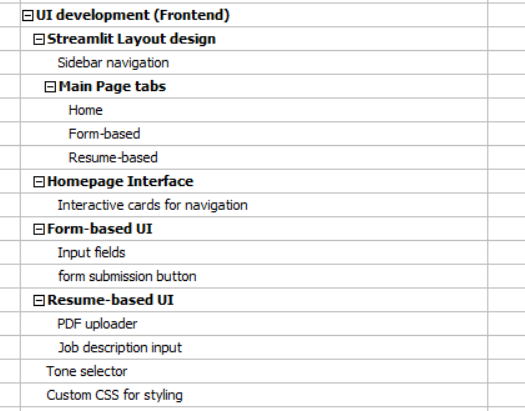 UI development (Frontend)
Streamlit Layout design
Sidebar navigation
Main Page tabs
Home
Form-based
Resume-based
Homepage Interface
Interactive cards for navigation
Form-based UI
Input fields
form submission button
Resume-based UI
PDF uploader
Job description input
Tone selector
Custom CSS for styling